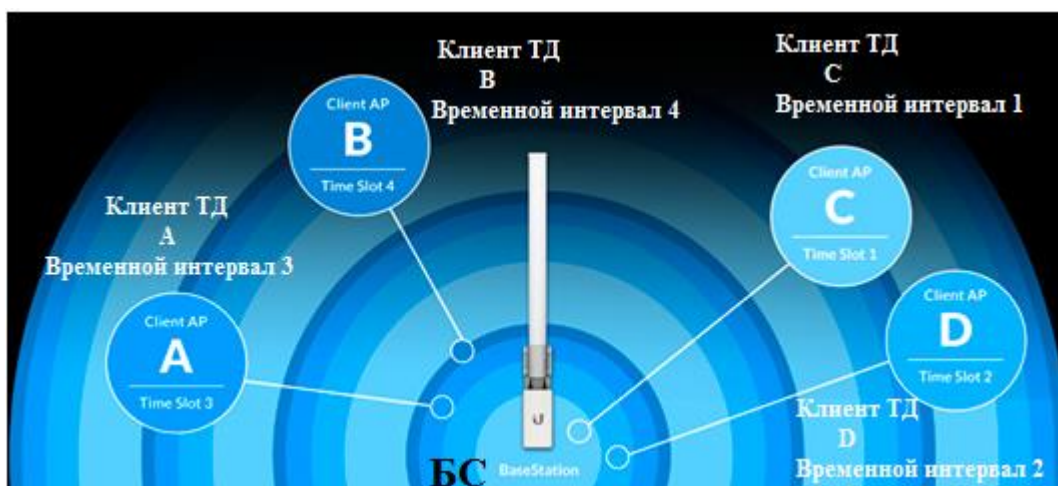 Клиент ТД
B
Временной интервал 4
Клиент ТД
C
Временной интервал 1
Client AP
B
Time Slot 4
Client AP
C
Time Slot 1
Клиент ТД
A
Временной интервал 3
Client AP
A
Time Slot 3
Client AP
D
Time Slot 2
Клиент ТД
D
Временной интервал 2
БС
BaseStation